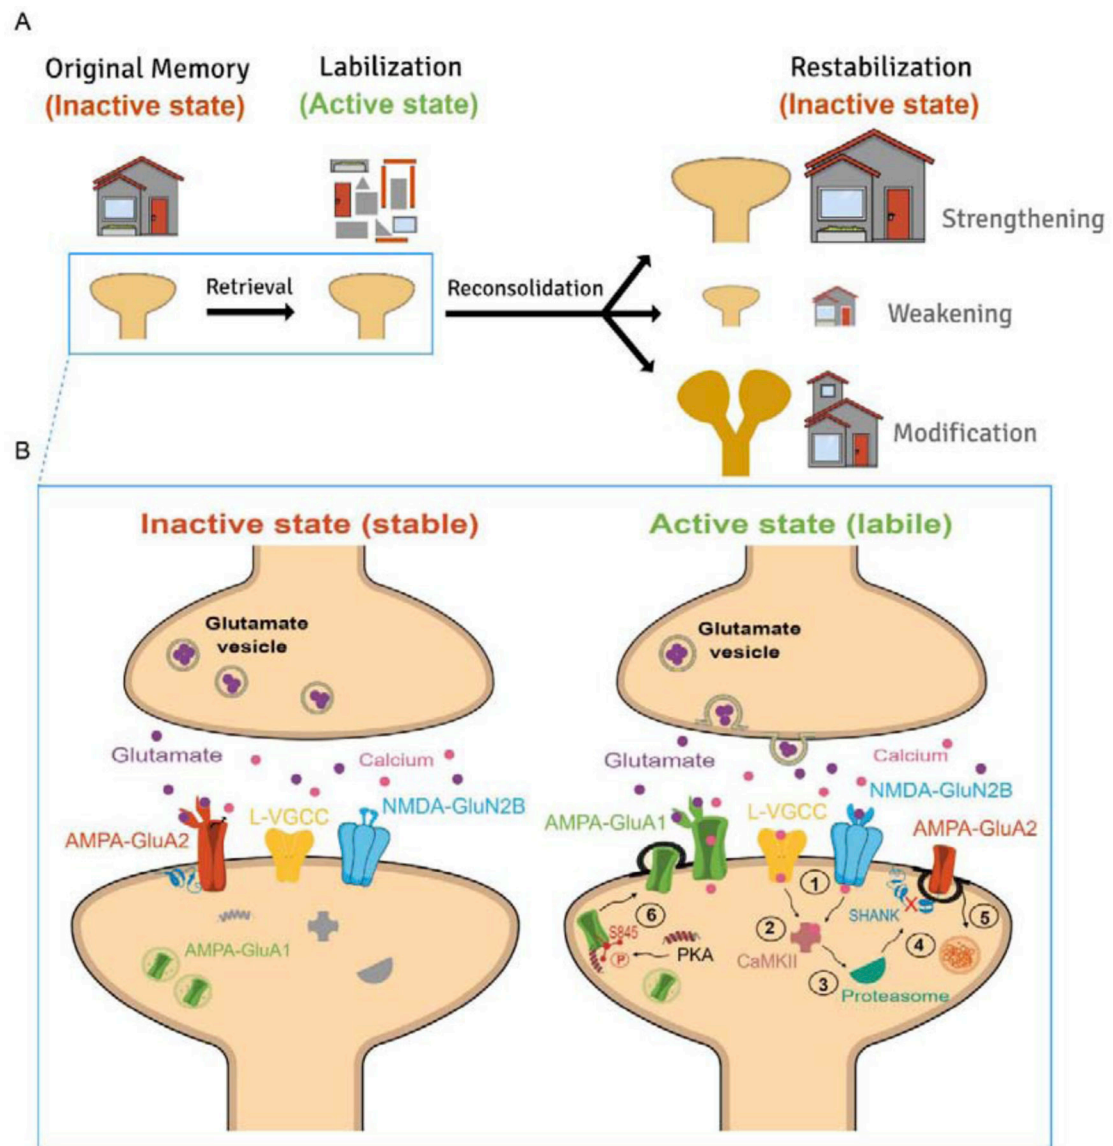 A
Original Memory
(Inactive state)
Labilization
(Active state)
Restabilization
(Inactive state)
Retrieval
Reconsolidation
Strengthening
Weakening
Modification
B
Inactive state (stable)
Glutamate
vesicle
Glutamate
Calcium
AMPA-GluA2
L-VGCC
NMDA-GluN2B
AMPA-GluA1
Active state (labile)
Glutamate
vesicle
Glutamate
Calcium
NMDA-GluN2B
AMPA-GluA1
L-VGCC
AMPA-GluA2
1
SHANK
X
5
6
S845
P
PKA
2
CaMKII
4
3
Proteasome